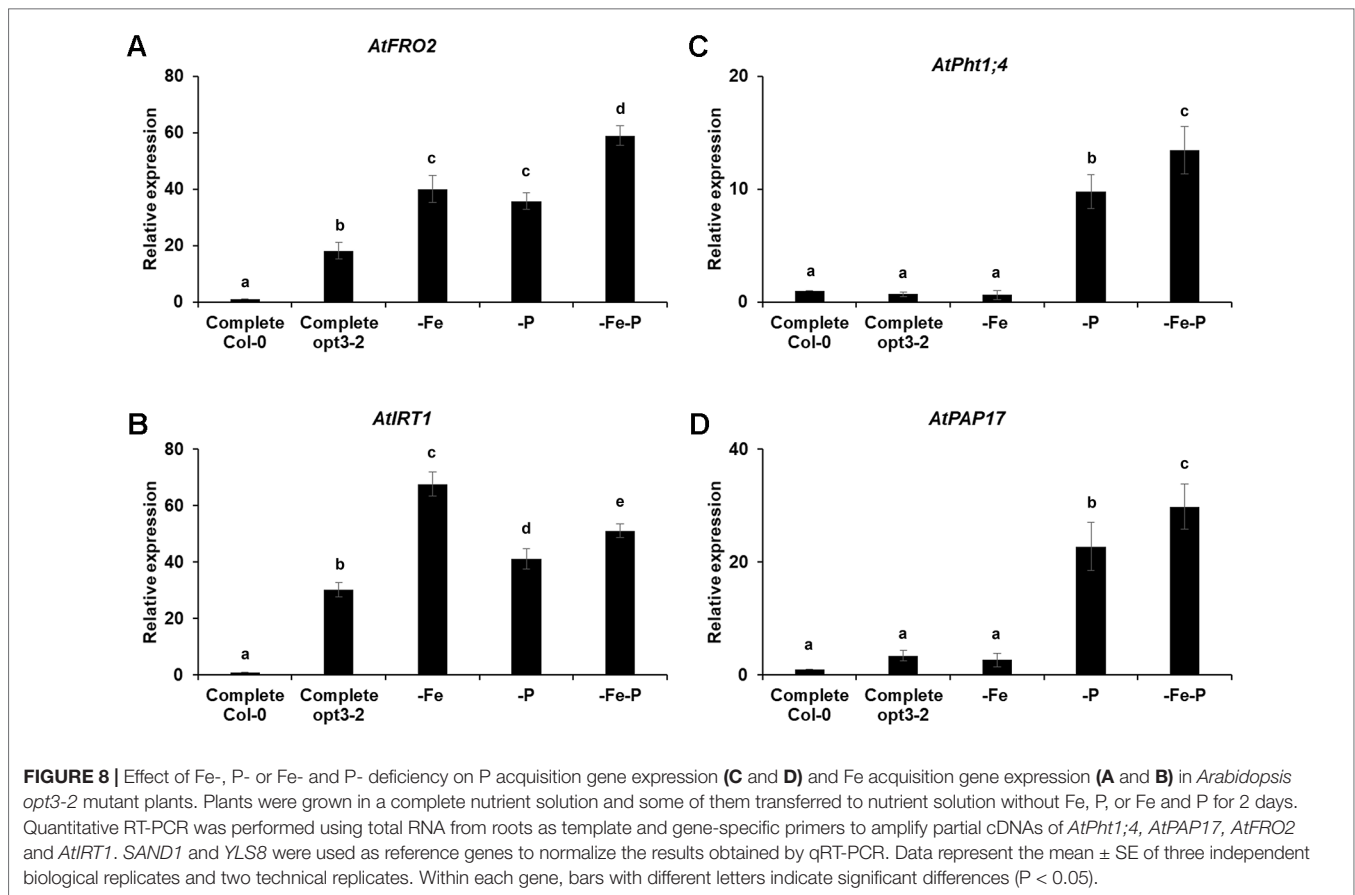 A
AtFRO2
Relative expression
80
60
40
20
0
a
b
c
c
d
Complete Col-0
Complete opt3-2
-Fe
-P
-Fe-P
C
AtPht1;4
Relative expression
20
10
0
a
a
a
b
c
Complete Col-0
Complete opt3-2
-Fe
-P
-Fe-P
B
AtIRT1
Relative expression
80
60
40
20
0
a
b
c
d
e
Complete Col-0
Complete opt3-2
-Fe
-P
-Fe-P
D
AtPAP17
Relative expression
40
20
0
a
a
a
b
c
Complete Col-0
Complete opt3-2
-Fe
-P
-Fe-P
FIGURE 8 | Effect of Fe-, P- or Fe- and P- deficiency on P acquisition gene expression (C and D) and Fe acquisition gene expression (A and B) in Arabidopsis
opt3-2 mutant plants. Plants were grown in a complete nutrient solution and some of them transferred to nutrient solution without Fe, P, or Fe and P for 2 days.
Quantitative RT-PCR was performed using total RNA from roots as template and gene-specific primers to amplify partial cDNAs of AtPht1;4, AtPAP17, AtFRO2
and AtIRT1. SAND1 and YLS8 were used as reference genes to normalize the results obtained by qRT-PCR. Data represent the mean ± SE of three independent
biological replicates and two technical replicates. Within each gene, bars with different letters indicate significant differences (P < 0.05).